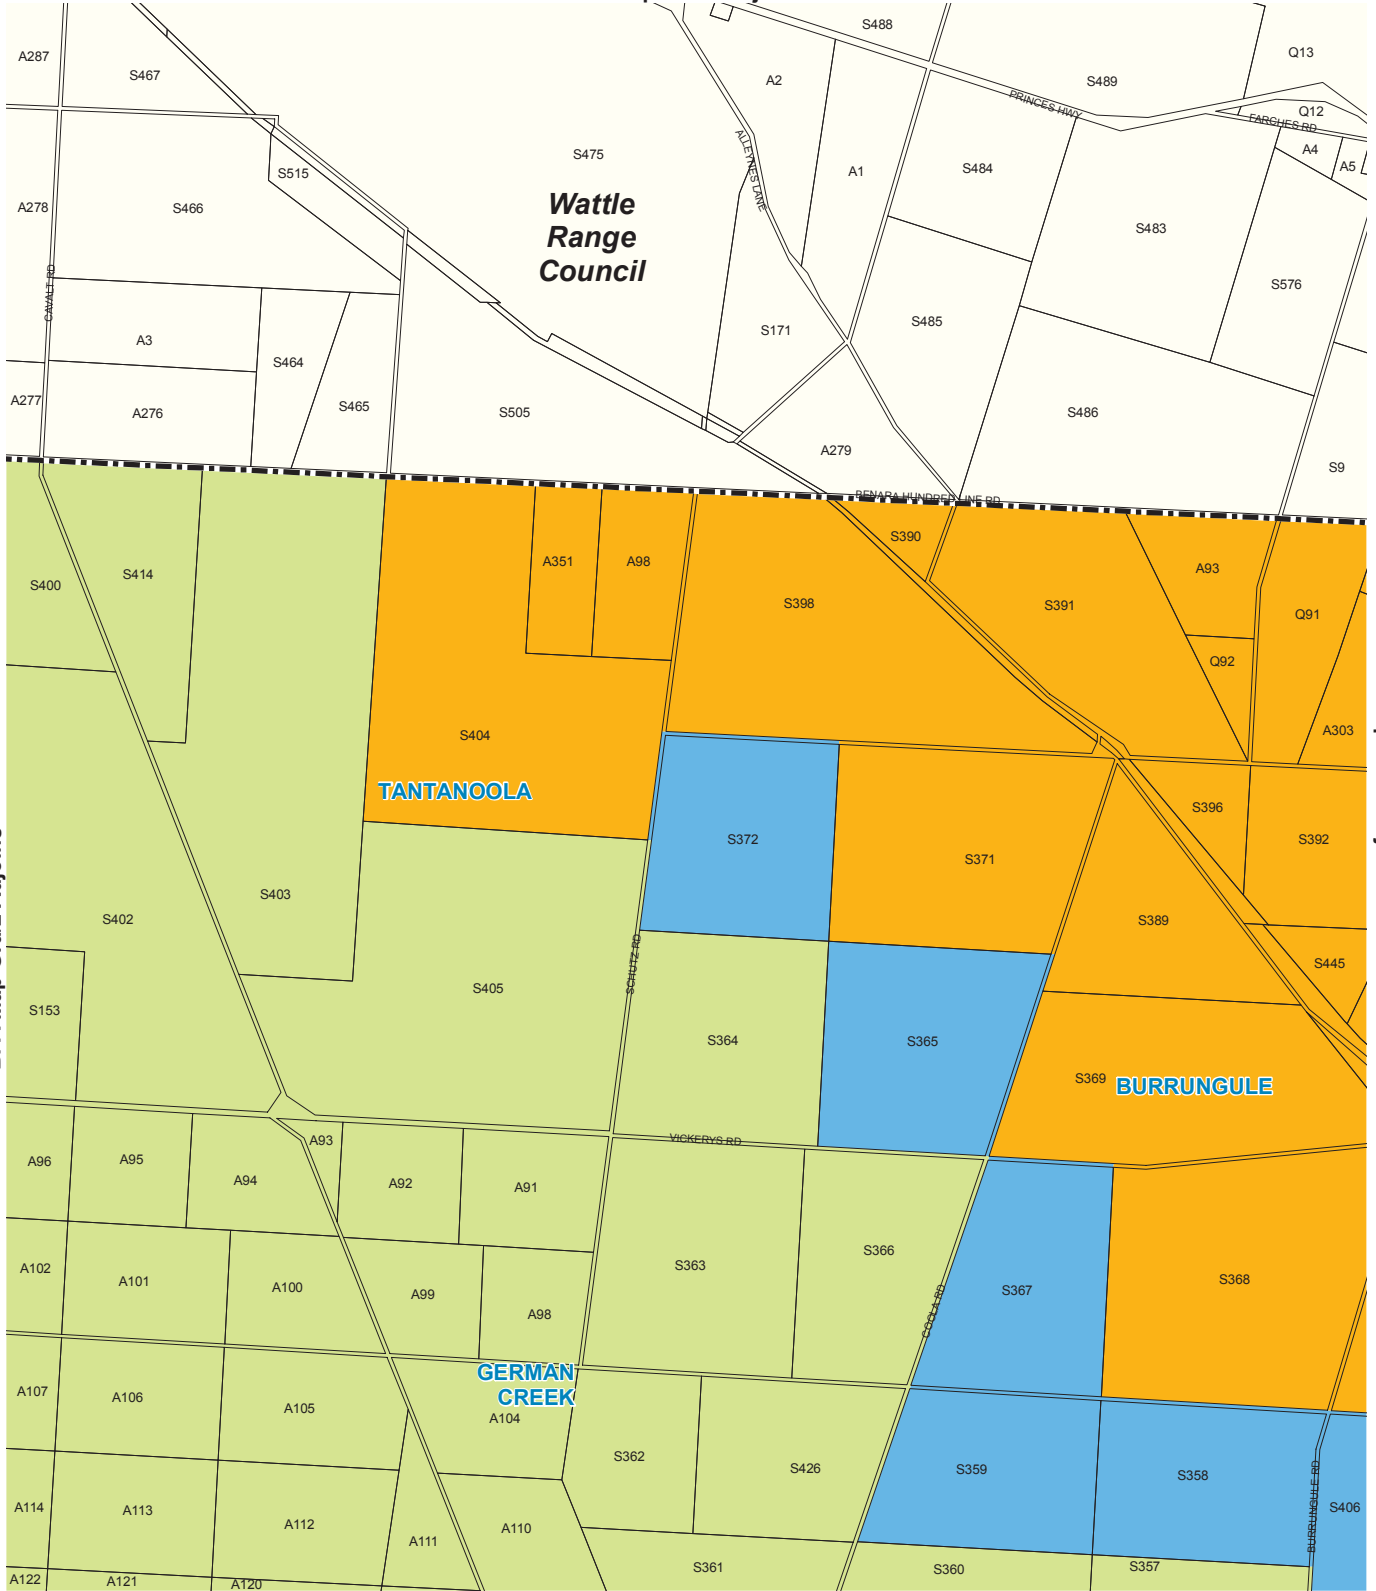 S488
A287
Q13
S467
A2
S489
PRINCES HWY
Q12
FARCHES RD
A4
A5
ALLEYNES LANE
S475
A1
S484
S515
S466
A278
Wattle
Range
Council
S483
CAVALT RD
S576
S171
S485
A3
S464
A277
A276
S465
S505
S486
A279
S9
BENARA HUNDRED LINE RD
S390
S414
A351
A98
A93
S400
S398
S391
Q91
Q92
S404
A303
TANTANOOLA
S396
S372
S392
S371
S403
S402
S389
SCHUTZ RD
S445
S405
S153
S364
S365
S369
BURRUNGULE
VICKERYS RD
A93
A96
A95
A94
A92
A91
S366
S363
A102
A101
A100
A99
S368
S367
COOLA RD
A98
GERMAN
CREEK
A107
A106
A105
A104
S362
S426
S359
S358
BURRUNGULE RD
S406
A114
A113
A112
A111
A110
S361
S360
S357
A122
A121
A120